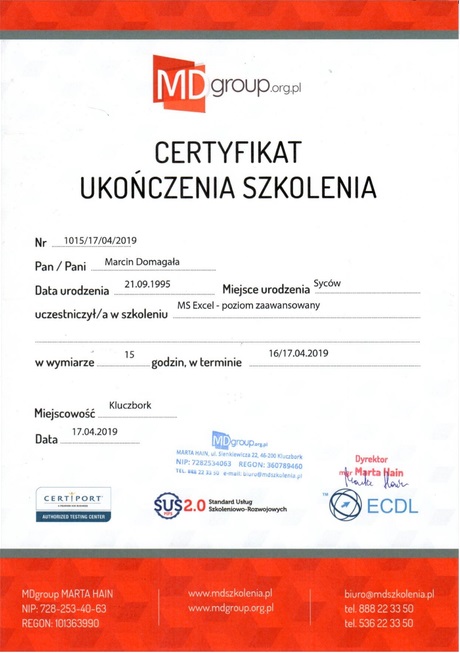 MDgroup.org.pl
CERTYFIKAT
UKOŃCZENIA SZKOLENIA
Nr 1015/17/04/2019
Pan / Pani Marcin Domagała
Data urodzenia 21.09.1995 Miejsce urodzenia Syców
uczestniczył/a w szkoleniu MS Excel - poziom zaawansowany
w wymiarze 15 godzin, w terminie 16/17.04.2019
Miejscowość Kluczbork
Data 17.04.2019
MDgroup.org.pl
MARTA HAIN, ul. Sienkiewicza 22, 46-200 Kluczbork
NIP: 7282534063 REGON: 360789460
TEL. 888 22 33 50 e-mail: biuro@mdszkolenia.pl
Dyrektor
mgr Marta Hain
CERTIPORT
AUTHORIZED TESTING CENTER
SUS 2.0 Standard Usług
Szkoleniowo-Rozwojowych
ECDL
MDgroup MARTA HAIN
NIP: 728-253-40-63
REGON: 101363990
www.mdszkolenia.pl
www.mdgroup.org.pl
biuro@mdszkolenia.pl
tel. 888 22 33 50
tel. 536 22 33 50